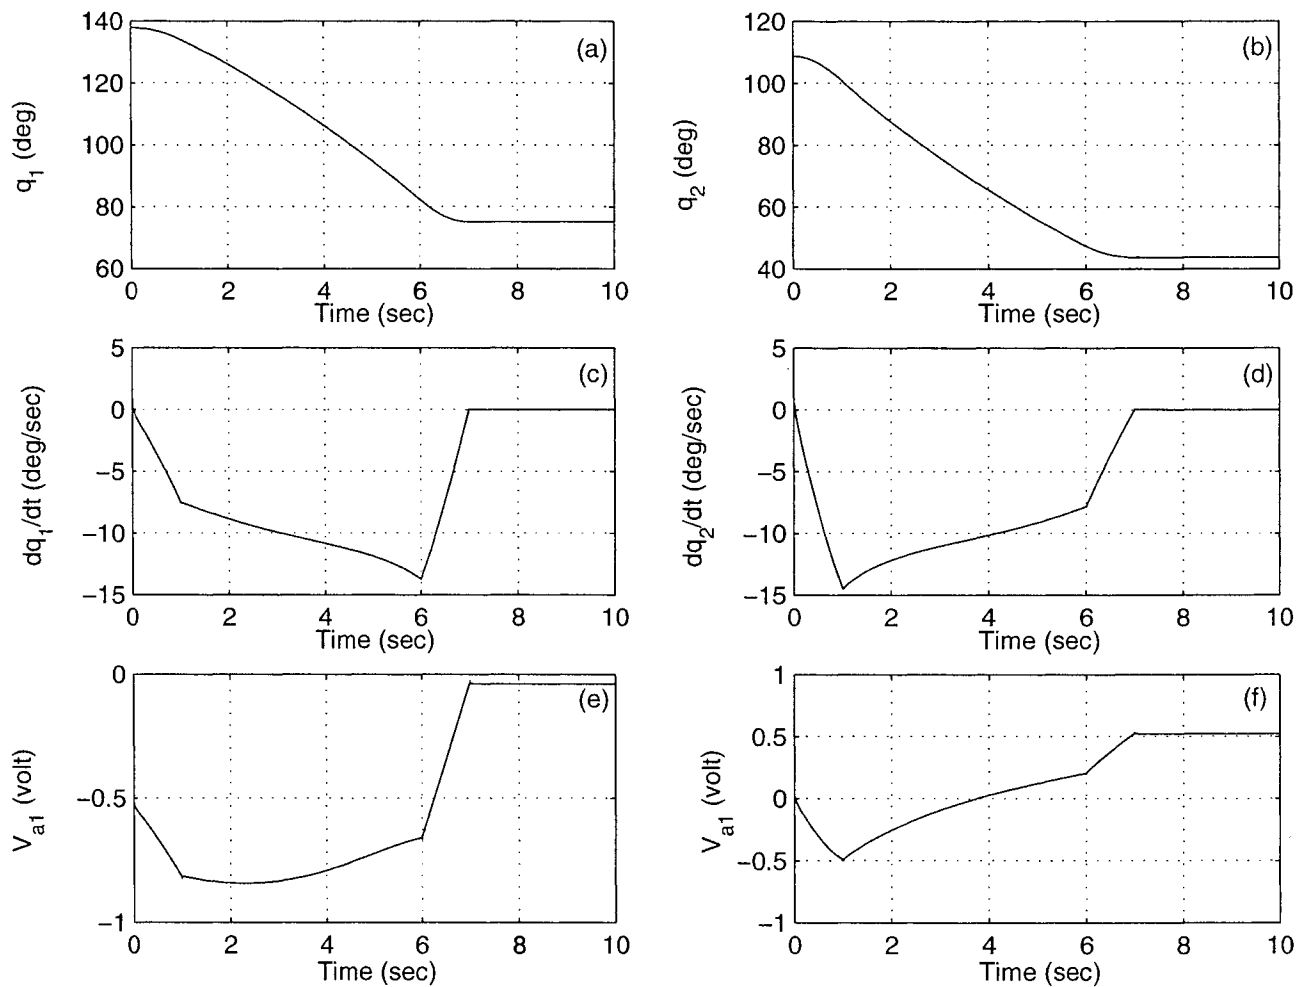 140
120
100
80
60
q1 (deg)
(a)
0 2 4 6 8 10
Time (sec)
120
100
80
60
40
q2 (deg)
(b)
0 2 4 6 8 10
Time (sec)
5
0
−5
−10
−15
dq1/dt (deg/sec)
(c)
0 2 4 6 8 10
Time (sec)
5
0
−5
−10
−15
dq2/dt (deg/sec)
(d)
0 2 4 6 8 10
Time (sec)
0
−0.5
−1
Va1 (volt)
(e)
0 2 4 6 8 10
Time (sec)
1
0.5
0
−0.5
−1
Va1 (volt)
(f)
0 2 4 6 8 10
Time (sec)